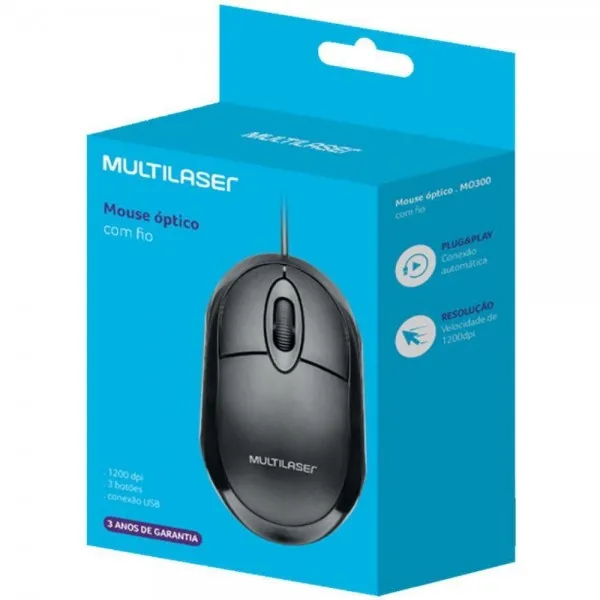 MULTILASER
MULTILASER
Mouse óptico
com fio
MULTILASER
. 1200 dpi
. 3 botões
. conexão USB
3 ANOS DE GARANTIA
Mouse óptico . MO300
com fio
PLUG&PLAY
Conexão
automática
RESOLUÇÃO
Velocidade de
1200dpi